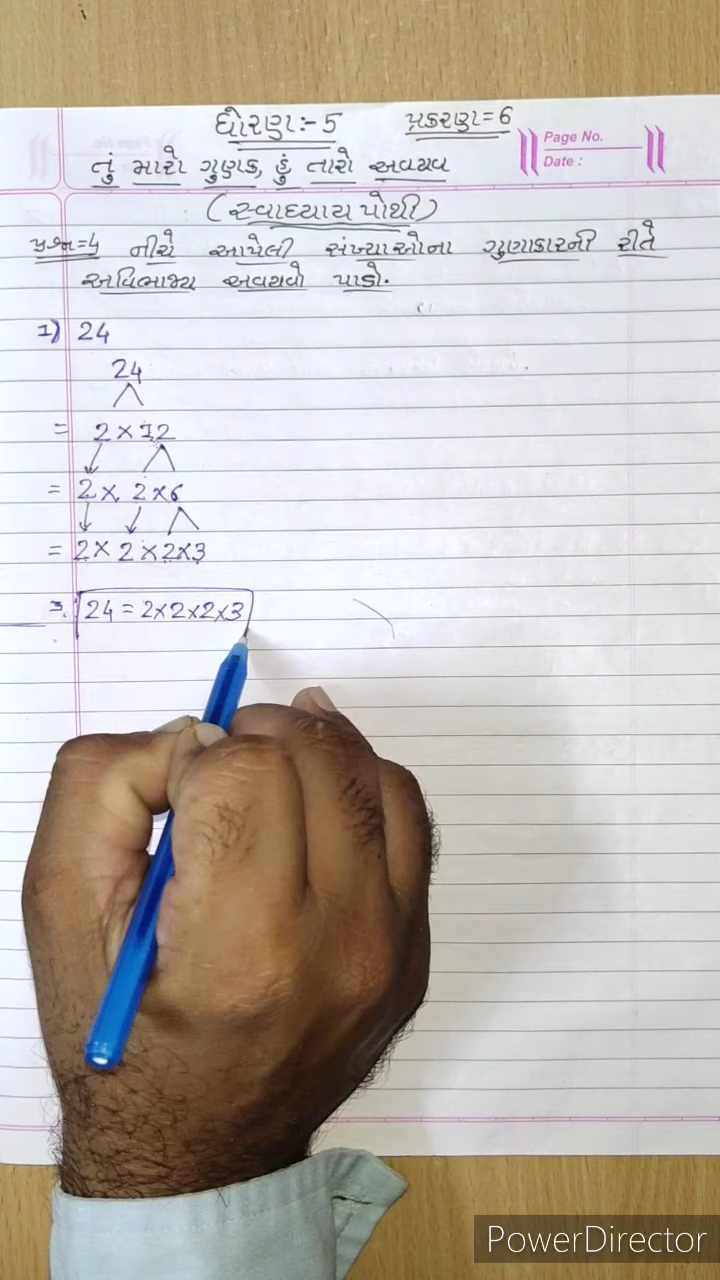 ધોરણ:-5 પ્રકરણ=6
Page No.
Date :
તું મારો ગુણક, હું તારો અવયવ
(સ્વાધ્યાય પોથી)
પ્રશ્ન=4 નીચે આપેલી સંખ્યાઓના ગુણાકારની રીતે
અવિભાજ્ય અવયવો પાડો.
1) 24
24
= 2 × 12
= 2 × 2 × 6
= 2 × 2 × 2 × 3
24 = 2×2×2×3
PowerDirector